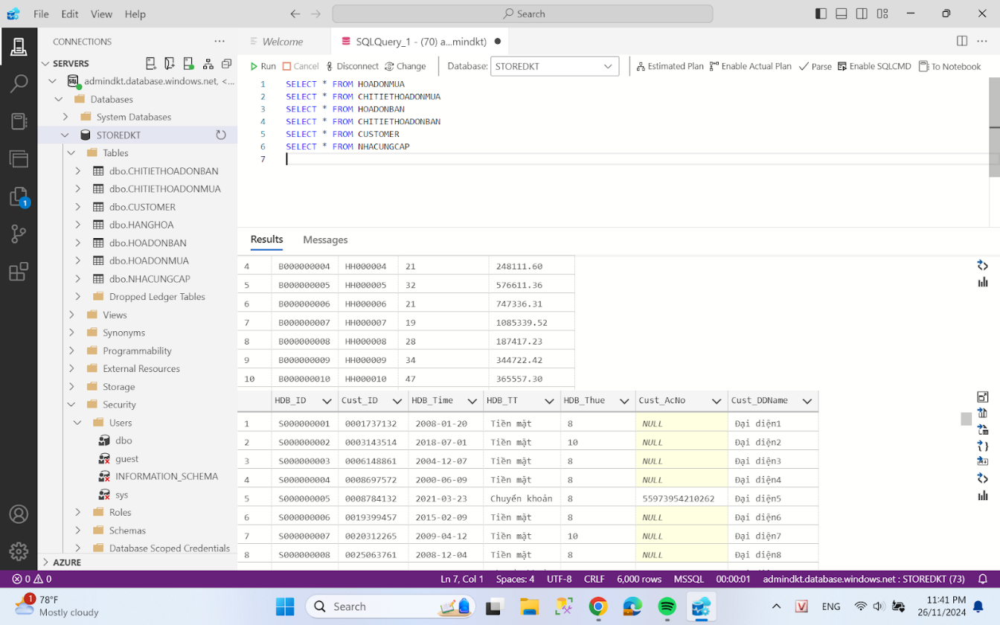 File Edit View Help Search
CONNECTIONS
SERVERS
admindkt.database.windows.net, <...
Databases
System Databases
STOREDKT
Tables
dbo.CHITIETHOADONBAN
dbo.CHITIETHOADONMUA
dbo.CUSTOMER
dbo.HANGHOA
dbo.HOADONBAN
dbo.HOADONMUA
dbo.NHACUNGCAP
Dropped Ledger Tables
Views
Synonyms
Programmability
External Resources
Storage
Security
Users
dbo
guest
INFORMATION_SCHEMA
sys
Roles
Schemas
Database Scoped Credentials
AZURE
1
Welcome SQLQuery_1 - (70) a...mindkt)
Run Cancel Disconnect Change Database: STOREDKT Estimated Plan Enable Actual Plan Parse Enable SQLCMD To Notebook
1 SELECT * FROM HOADONMUA
2 SELECT * FROM CHITIETHOADONMUA
3 SELECT * FROM HOADONBAN
4 SELECT * FROM CHITIETHOADONBAN
5 SELECT * FROM CUSTOMER
6 SELECT * FROM NHACUNGCAP
7
Results Messages
4 B000000004 HH000004 21 248111.60
5 B000000005 HH000005 32 576611.36
6 B000000006 HH000006 21 747336.31
7 B000000007 HH000007 19 1085339.52
8 B000000008 HH000008 28 187417.23
9 B000000009 HH000009 34 344722.42
10 B000000010 HH000010 47 365557.30
HDB_ID Cust_ID HDB_Time HDB_TT HDB_Thue Cust_AcNo Cust_DDName
1 S000000001 0001737132 2008-01-20 Tiền mặt 8 NULL Đại diện1
2 S000000002 0003143514 2018-07-01 Tiền mặt 10 NULL Đại diện2
3 S000000003 0006148861 2004-12-07 Tiền mặt 8 NULL Đại diện3
4 S000000004 0008697572 2000-06-09 Tiền mặt 8 NULL Đại diện4
5 S000000005 0008784132 2021-03-23 Chuyển khoản 8 55973954210262 Đại diện5
6 S000000006 0019399457 2015-02-09 Tiền mặt 8 NULL Đại diện6
7 S000000007 0020312265 2009-04-12 Tiền mặt 10 NULL Đại diện7
8 S000000008 0025063761 2008-12-04 Tiền mặt 8 NULL Đại diện8
0 0 Ln 7, Col 1 Spaces: 4 UTF-8 CRLF 6,000 rows MSSQL 00:00:01 admindkt.database.windows.net : STOREDKT (73)
1 78°F
Mostly cloudy
Search
V ENG
11:41 PM
26/11/2024